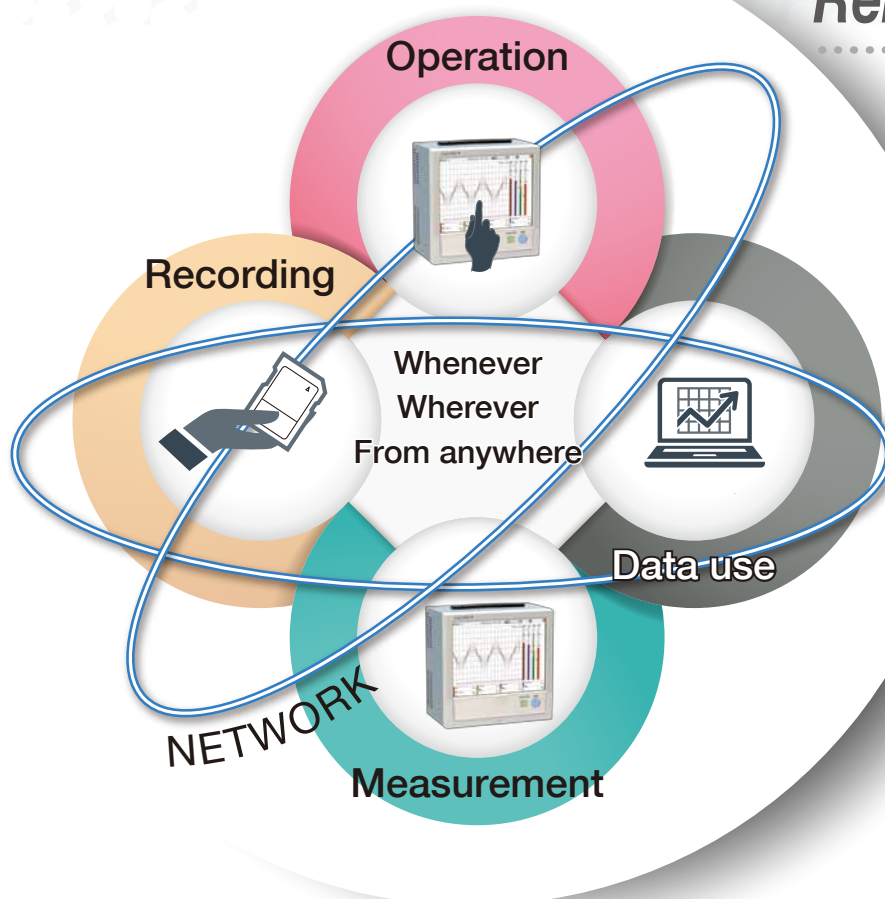 Operation
Recording
Whenever
Wherever
From anywhere
Data use
NETWORK
Measurement